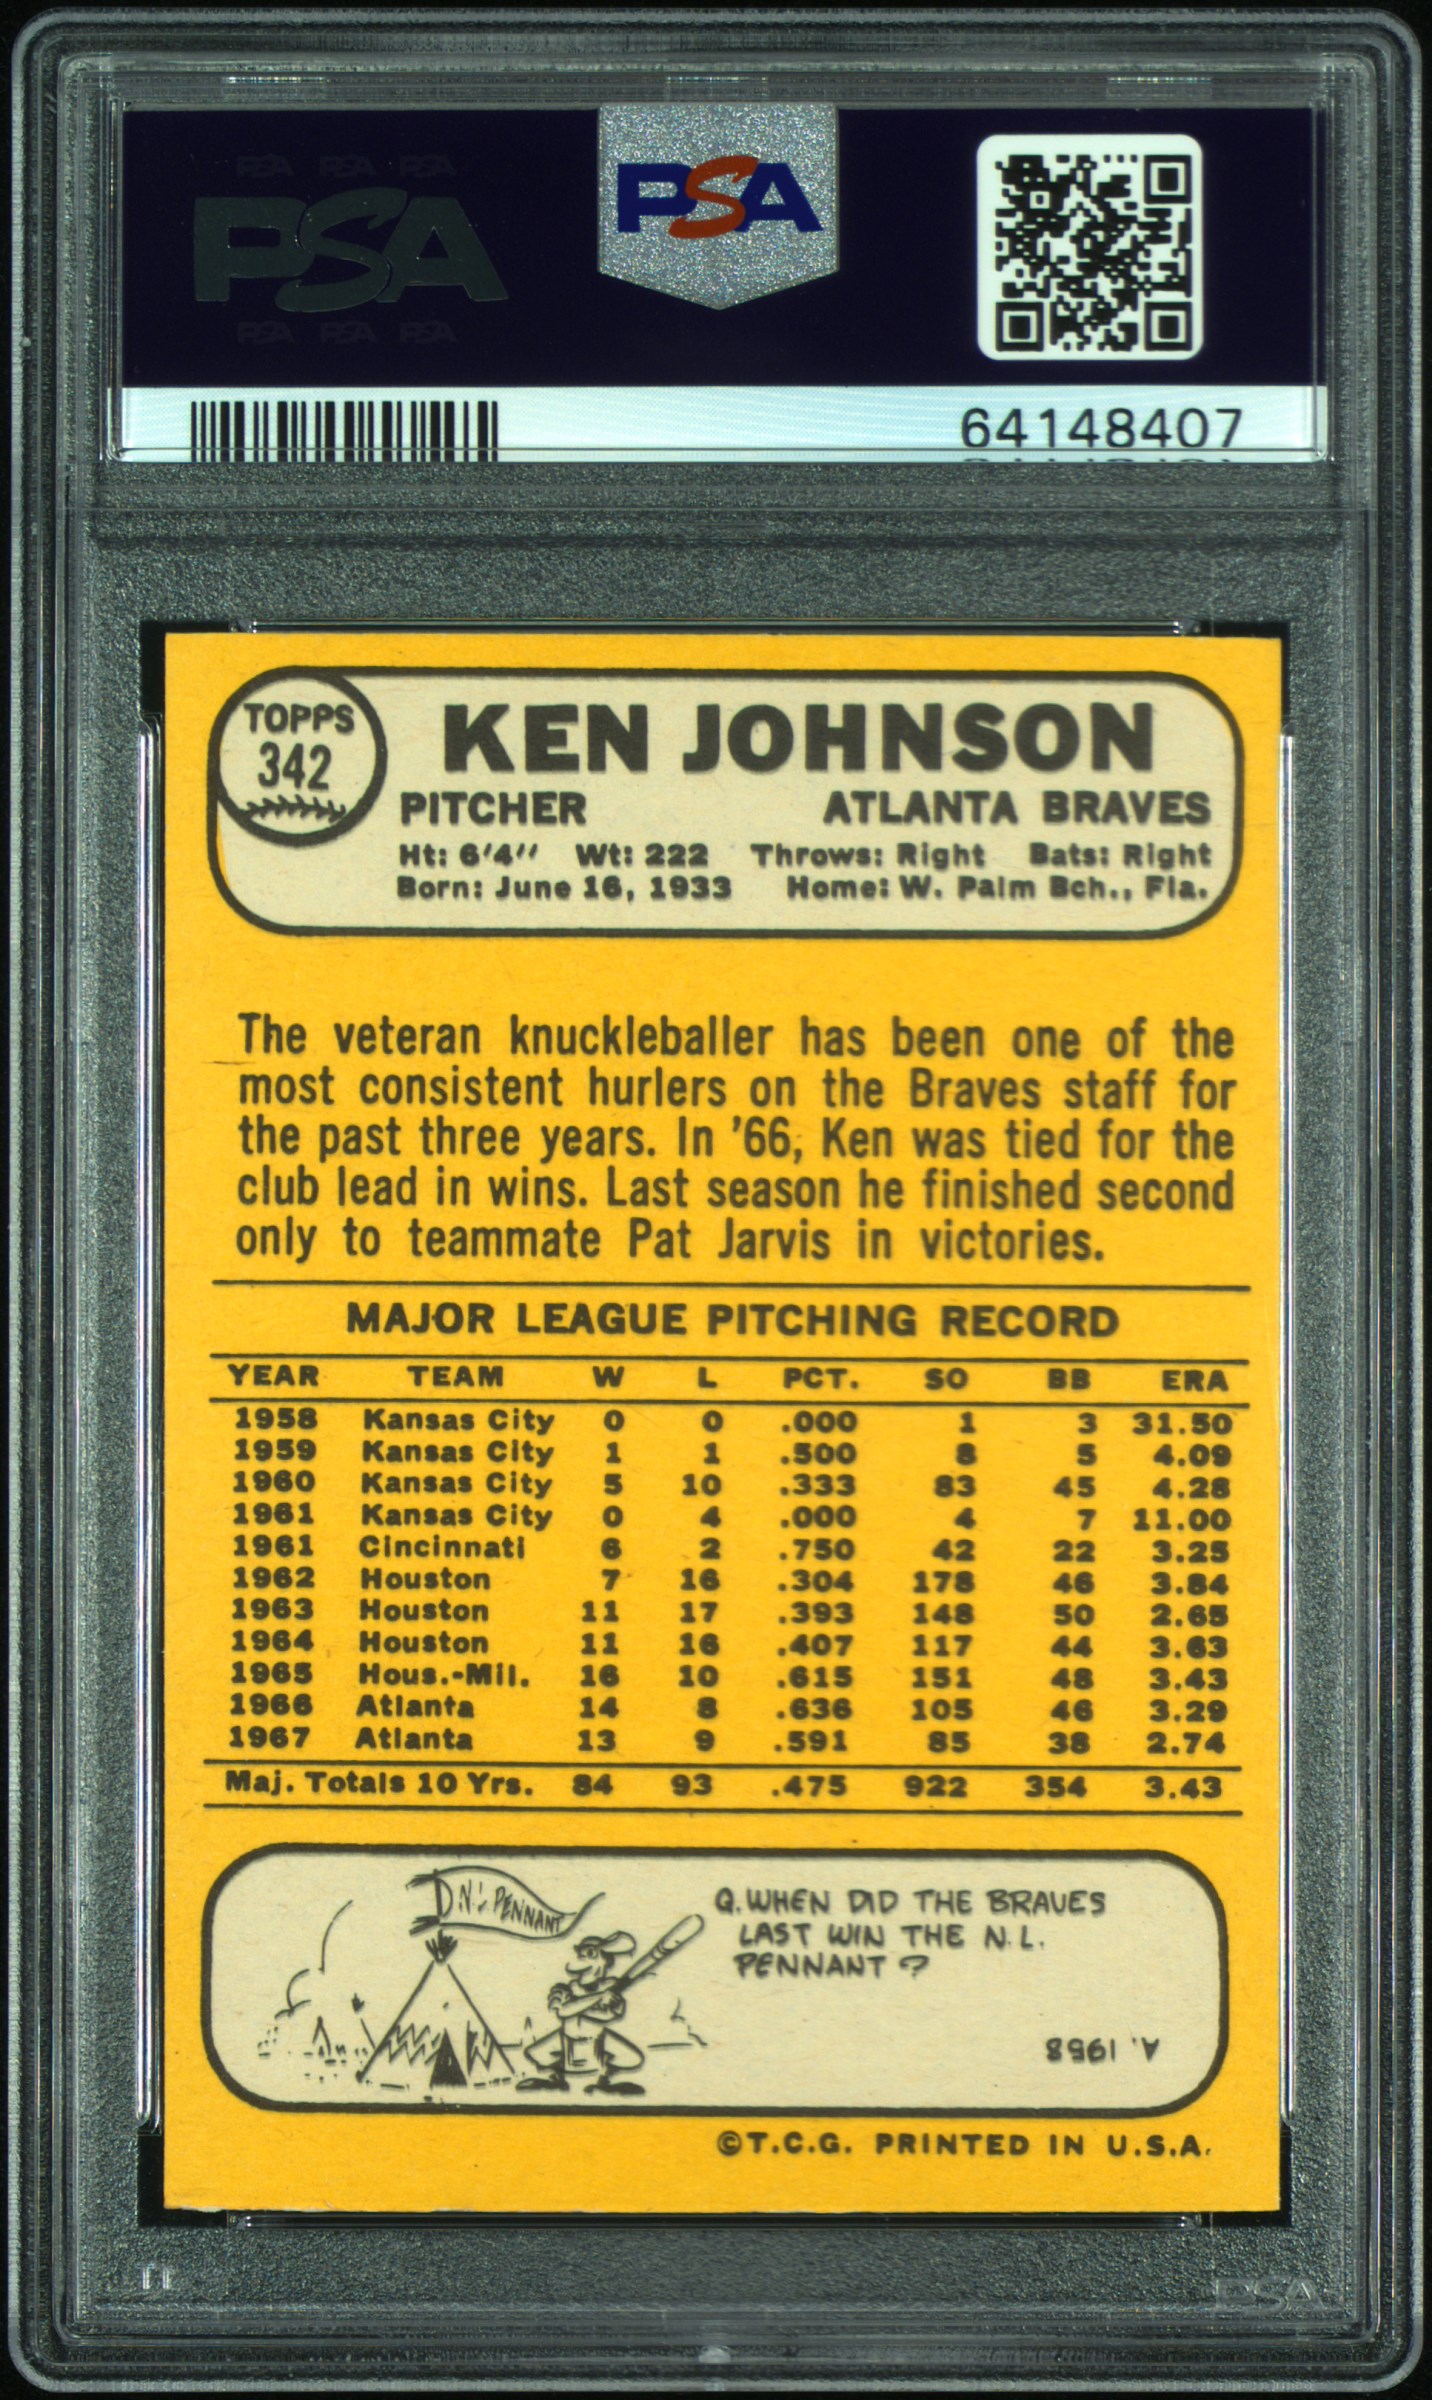 PSA PSA PSA
PSA
PSA PSA PSA
PSA
64148407
TOPPS
342
KEN JOHNSON
PITCHER ATLANTA BRAVES
Ht: 6'4" Wt: 222 Throws: Right Bats: Right
Born: June 16, 1933 Home: W. Palm Bch., Fla.
The veteran knuckleballer has been one of the
most consistent hurlers on the Braves staff for
the past three years. In '66, Ken was tied for the
club lead in wins. Last season he finished second
only to teammate Pat Jarvis in victories.
MAJOR LEAGUE PITCHING RECORD
YEAR TEAM W L PCT. SO BB ERA
1958 Kansas City 0 0 .000 1 3 31.50
1959 Kansas City 1 1 .500 8 5 4.09
1960 Kansas City 5 10 .333 83 45 4.28
1961 Kansas City 0 4 .000 4 7 11.00
1961 Cincinnati 6 2 .750 42 22 3.25
1962 Houston 7 16 .304 178 46 3.84
1963 Houston 11 17 .393 148 50 2.65
1964 Houston 11 16 .407 117 44 3.63
1965 Hous.-Mil. 16 10 .615 151 48 3.43
1966 Atlanta 14 8 .636 105 46 3.29
1967 Atlanta 13 9 .591 85 38 2.74
Maj. Totals 10 Yrs. 84 93 .475 922 354 3.43
N.L. PENNANT
Q. WHEN DID THE BRAVES
LAST WIN THE N.L.
PENNANT?
A. 1958
©T.C.G. PRINTED IN U.S.A.
PSA